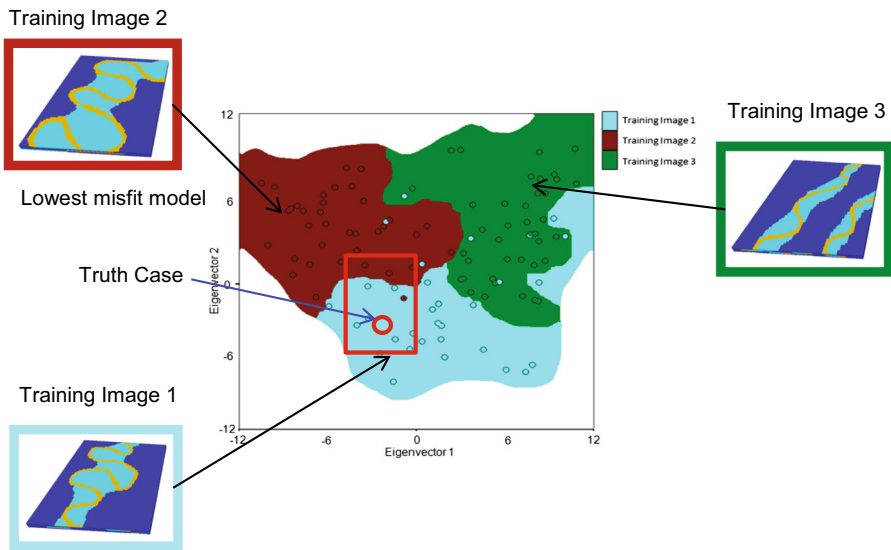 Training Image 2
Lowest misfit model
Truth Case
Training Image 1
Training Image 3
Training Image 1
Training Image 2
Training Image 3
12
6
0
-6
-12
Eigenvector 2
-12
-6
0
6
12
Eigenvector 1